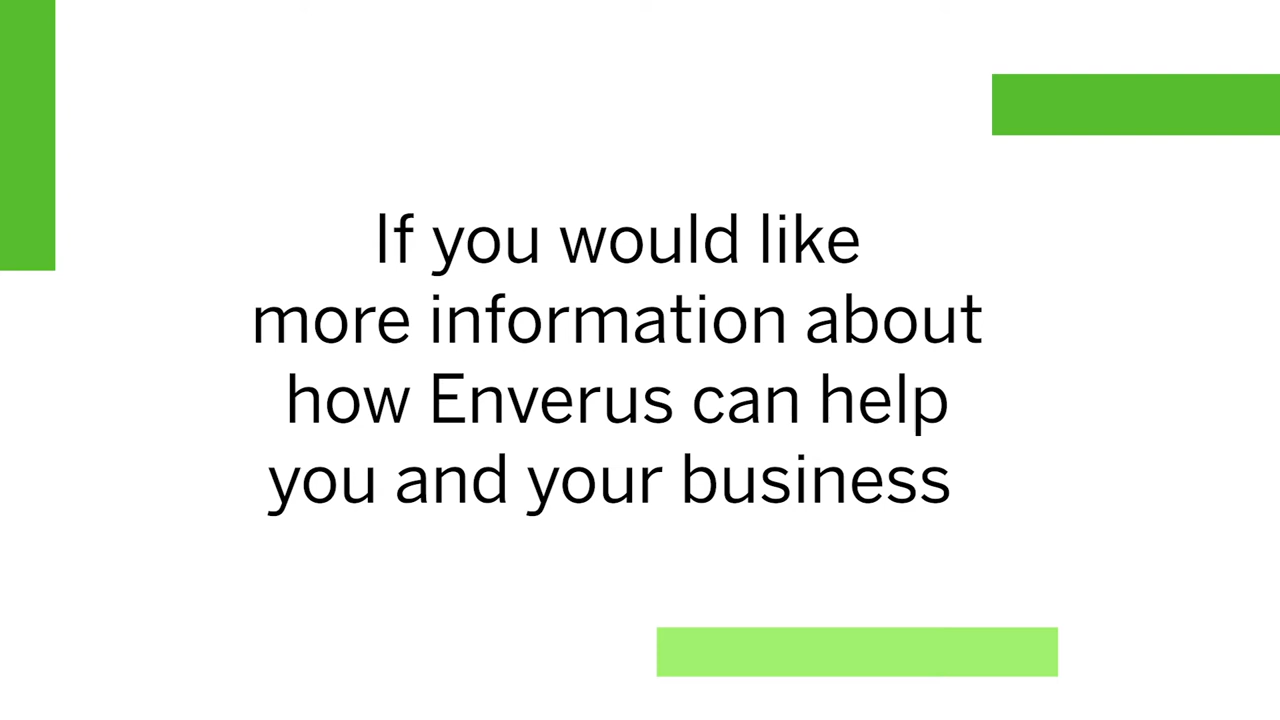 If you would like
more information about
how Enverus can help
you and your business